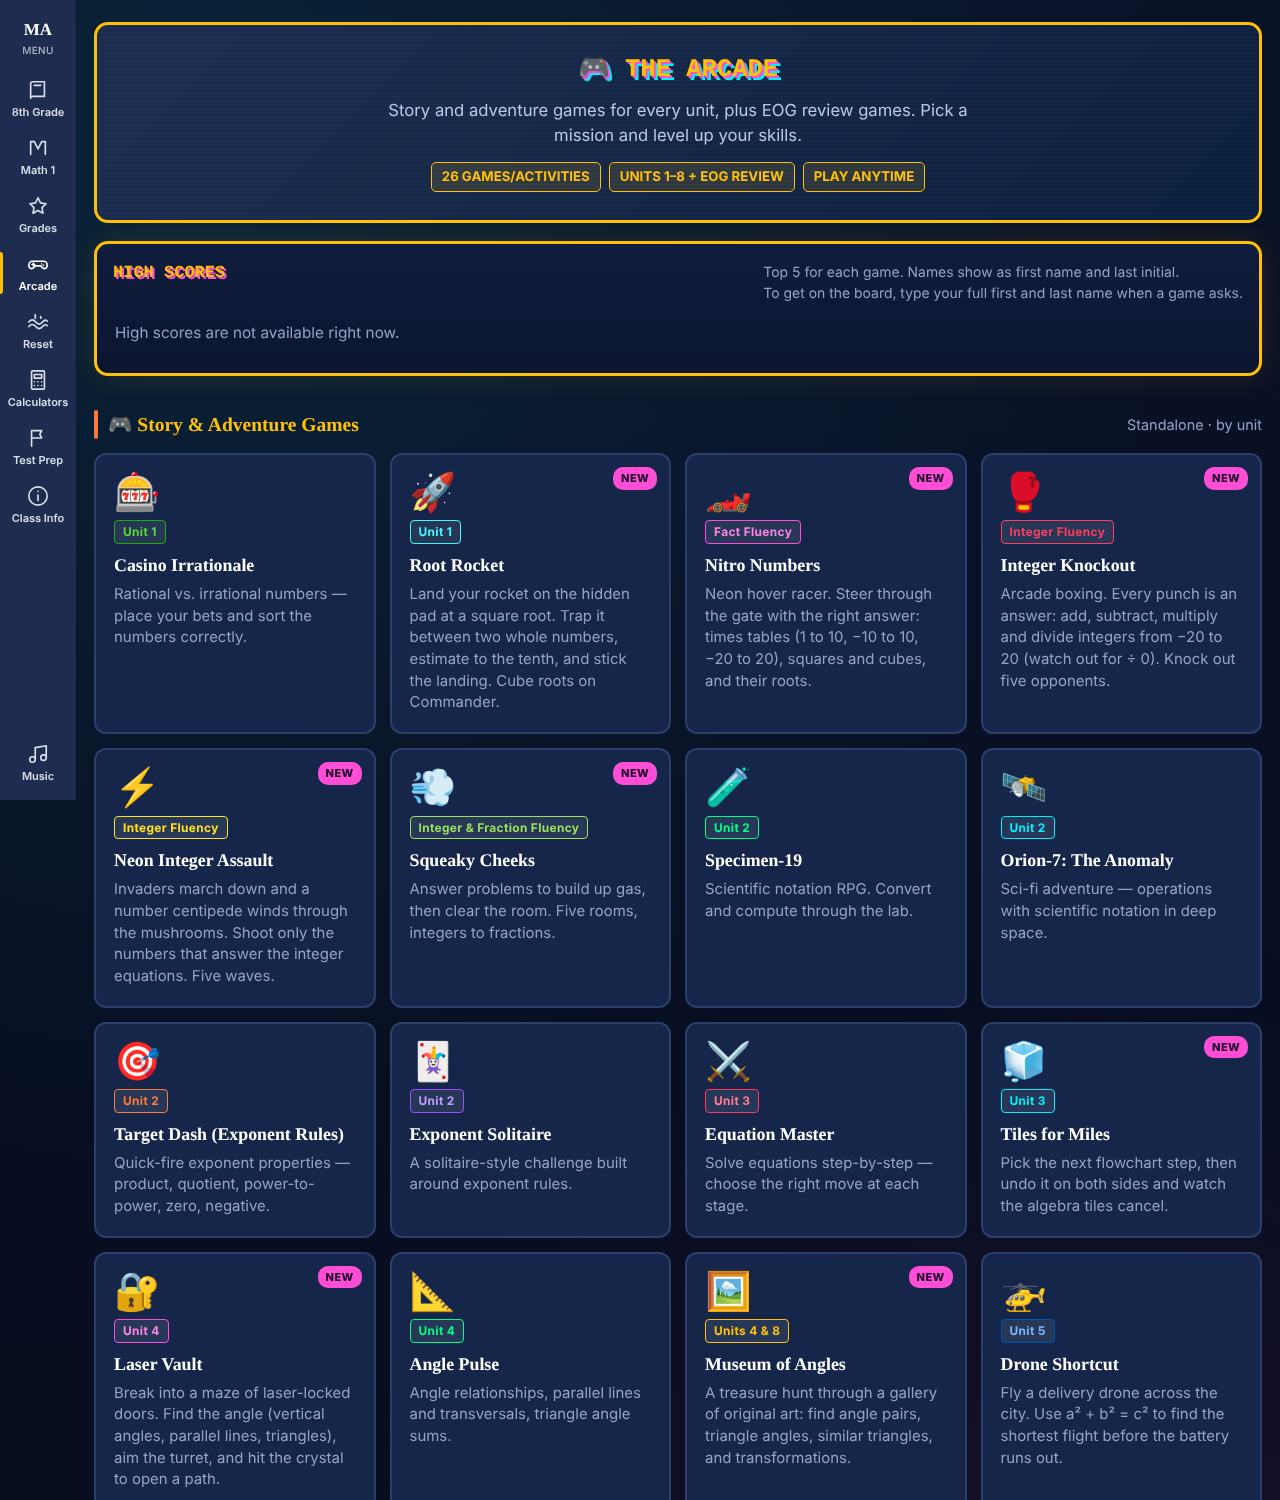 MA
MENU
8th Grade
Math 1
Grades
Arcade
Reset
Calculators
Test Prep
Class Info
Music
THE ARCADE
Story and adventure games for every unit, plus EOG review games. Pick a
mission and level up your skills.
26 GAMES/ACTIVITIES
UNITS 1–8 + EOG REVIEW
PLAY ANYTIME
HIGH SCORES
Top 5 for each game. Names show as first name and last initial.
To get on the board, type your full first and last name when a game asks.
High scores are not available right now.
Story & Adventure Games
Standalone · by unit
Unit 1
Casino Irrationale
Rational vs. irrational numbers —
place your bets and sort the
numbers correctly.
NEW
Unit 1
Root Rocket
Land your rocket on the hidden
pad at a square root. Trap it
between two whole numbers,
estimate to the tenth, and stick
the landing. Cube roots on
Commander.
NEW
Fact Fluency
Nitro Numbers
Neon hover racer. Steer through
the gate with the right answer:
times tables (1 to 10, −10 to 10,
−20 to 20), squares and cubes,
and their roots.
NEW
Integer Fluency
Integer Knockout
Arcade boxing. Every punch is an
answer: add, subtract, multiply
and divide integers from −20 to
20 (watch out for ÷ 0). Knock out
five opponents.
NEW
Integer Fluency
Neon Integer Assault
Invaders march down and a
number centipede winds through
the mushrooms. Shoot only the
numbers that answer the integer
equations. Five waves.
NEW
Integer & Fraction Fluency
Squeaky Cheeks
Answer problems to build up gas,
then clear the room. Five rooms,
integers to fractions.
Unit 2
Specimen-19
Scientific notation RPG. Convert
and compute through the lab.
Unit 2
Orion-7: The Anomaly
Sci-fi adventure — operations
with scientific notation in deep
space.
Unit 2
Target Dash (Exponent Rules)
Quick-fire exponent properties —
product, quotient, power-to-
power, zero, negative.
Unit 2
Exponent Solitaire
A solitaire-style challenge built
around exponent rules.
Unit 3
Equation Master
Solve equations step-by-step —
choose the right move at each
stage.
NEW
Unit 3
Tiles for Miles
Pick the next flowchart step, then
undo it on both sides and watch
the algebra tiles cancel.
NEW
Unit 4
Laser Vault
Break into a maze of laser-locked
doors. Find the angle (vertical
angles, parallel lines, triangles),
aim the turret, and hit the crystal
to open a path.
Unit 4
Angle Pulse
Angle relationships, parallel lines
and transversals, triangle angle
sums.
NEW
Units 4 & 8
Museum of Angles
A treasure hunt through a gallery
of original art: find angle pairs,
triangle angles, similar triangles,
and transformations.
Unit 5
Drone Shortcut
Fly a delivery drone across the
city. Use a² + b² = c² to find the
shortest flight before the battery
runs out.